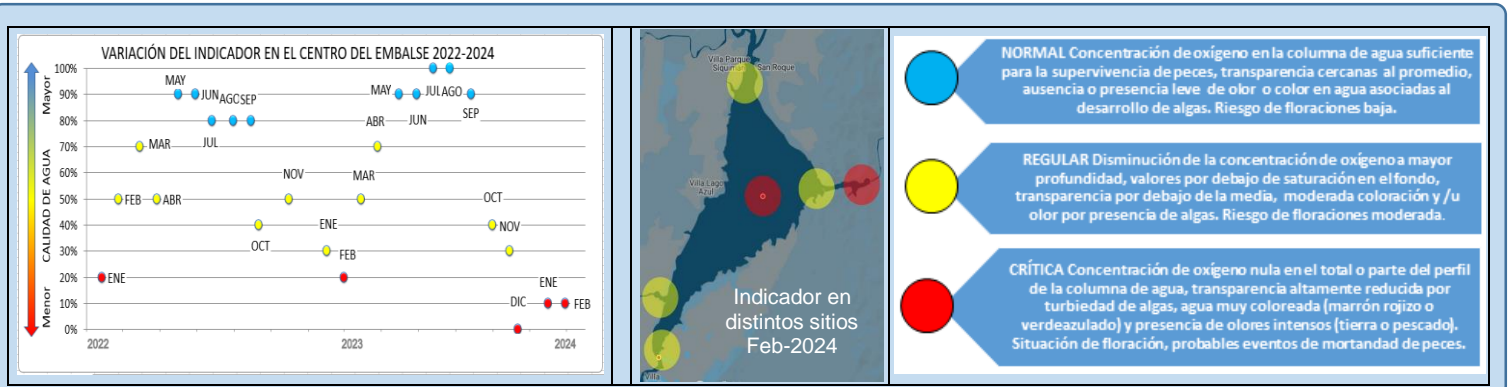 VARIACIÓN DEL INDICADOR EN EL CENTRO DEL EMBALSE 2022-2024
Mayor
CALIDAD DE AGUA
Menor
100%
90%
80%
70%
60%
50%
40%
30%
20%
10%
0%
ENE
FEB
MAR
ABR
MAY
JUN
JUL
AGC
SEP
OCT
NOV
ENE
FEB
MAR
ABR
MAY
JUN
JUL
AGO
SEP
OCT
NOV
DIC
ENE
FEB
2022
2023
2024
Villa Parque
Siquiman
San Roque
Villa Lago
Azul
Villa
Indicador en
distintos sitios
Feb-2024
NORMAL Concentración de oxígeno en la columna de agua suficiente
para la supervivencia de peces, transparencia cercanas al promedio,
ausencia o presencia leve de olor o color en agua asociadas al
desarrollo de algas. Riesgo de floraciones baja.
REGULAR Disminución de la concentración de oxígeno a mayor
profundidad, valores por debajo de saturación en el fondo,
transparencia por debajo de la media, moderada coloración y /u
olor por presencia de algas. Riesgo de floraciones moderada.
CRÍTICA Concentración de oxígeno nula en el total o parte del perfil
de la columna de agua, transparencia altamente reducida por
turbiedad de algas, agua muy coloreada (marrón rojizo o
verdeazulado) y presencia de olores intensos (tierra o pescado).
Situación de floración, probables eventos de mortandad de peces.